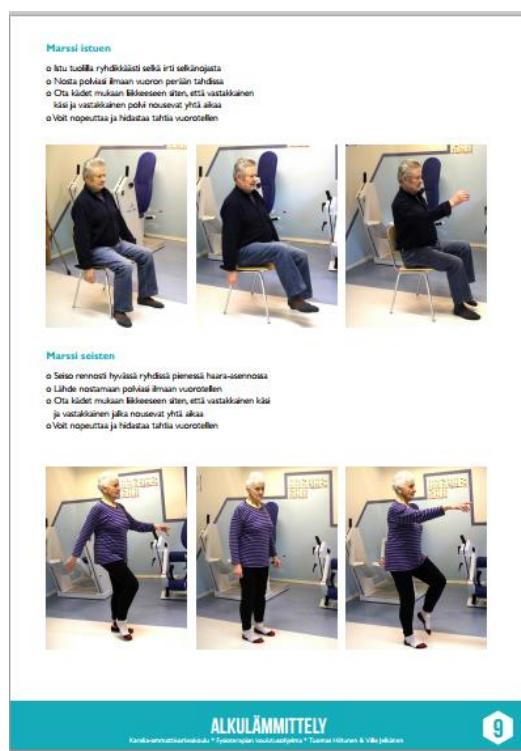 Marssi istuen
o Istu tuolilla ryhdikkäästi selkä irti selkänojasta
o Nosta polviasi ilmaan vuoron perään tahdissa
o Ota kädet mukaan liikkeeseen siten, että vastakkainen
käsi ja vastakkainen polvi nousevat yhtä aikaa
o Voit nopeuttaa ja hidastaa tahtia vuorotellen
Marssi seisten
o Seiso rennosti hyvässä ryhdissä pienessä haara-asennossa
o Lähde nostamaan polviasi ilmaan vuorotellen
o Ota kädet mukaan liikkeeseen siten, että vastakkainen käsi
ja vastakkainen jalka nousevat yhtä aikaa
o Voit nopeuttaa ja hidastaa tahtia vuorotellen
ALKULÄMMITTELY
Karelia-ammattikorkeakoulu * Fysioterapian koulutusohjelma * Tuomas Hiltunen & Ville Jelkänen
9